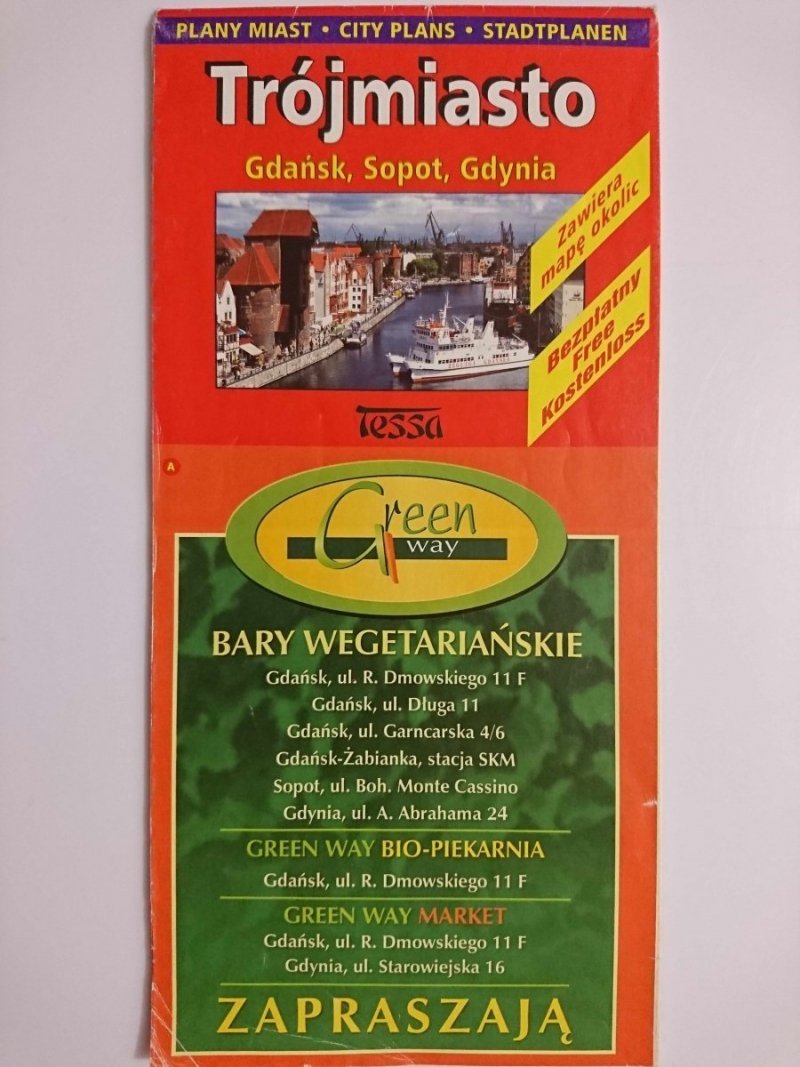 PLANY MIAST • CITY PLANS • STADTPLANEN
Trójmiasto
Gdańsk, Sopot, Gdynia
Zawiera
mapę okolic
Bezpłatny
Free
Kostenloss
Tessa
A
Green
way
BARY WEGETARIAŃSKIE
Gdańsk, ul. R. Dmowskiego 11 F
Gdańsk, ul. Długa 11
Gdańsk, ul. Garncarska 4/6
Gdańsk-Żabianka, stacja SKM
Sopot, ul. Boh. Monte Cassino
Gdynia, ul. A. Abrahama 24
GREEN WAY BIO-PIEKARNIA
Gdańsk, ul. R. Dmowskiego 11 F
GREEN WAY MARKET
Gdańsk, ul. R. Dmowskiego 11 F
Gdynia, ul. Starowiejska 16
ZAPRASZAJĄ